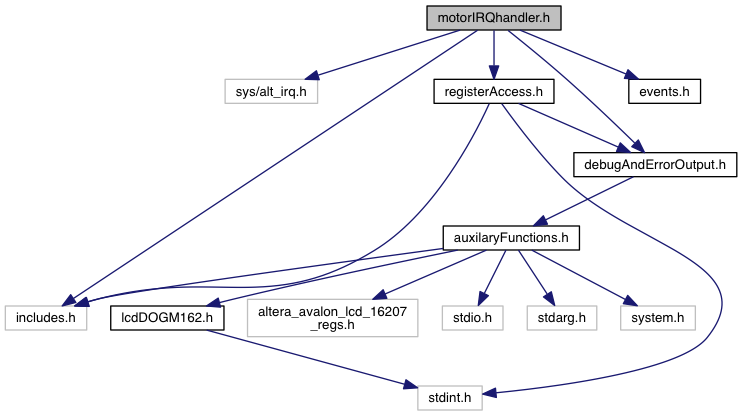 motorIRQhandler.h
sys/alt_irq.h
registerAccess.h
events.h
debugAndErrorOutput.h
auxilaryFunctions.h
includes.h
lcdDOGM162.h
altera_avalon_lcd_16207
_regs.h
stdio.h
stdarg.h
system.h
stdint.h